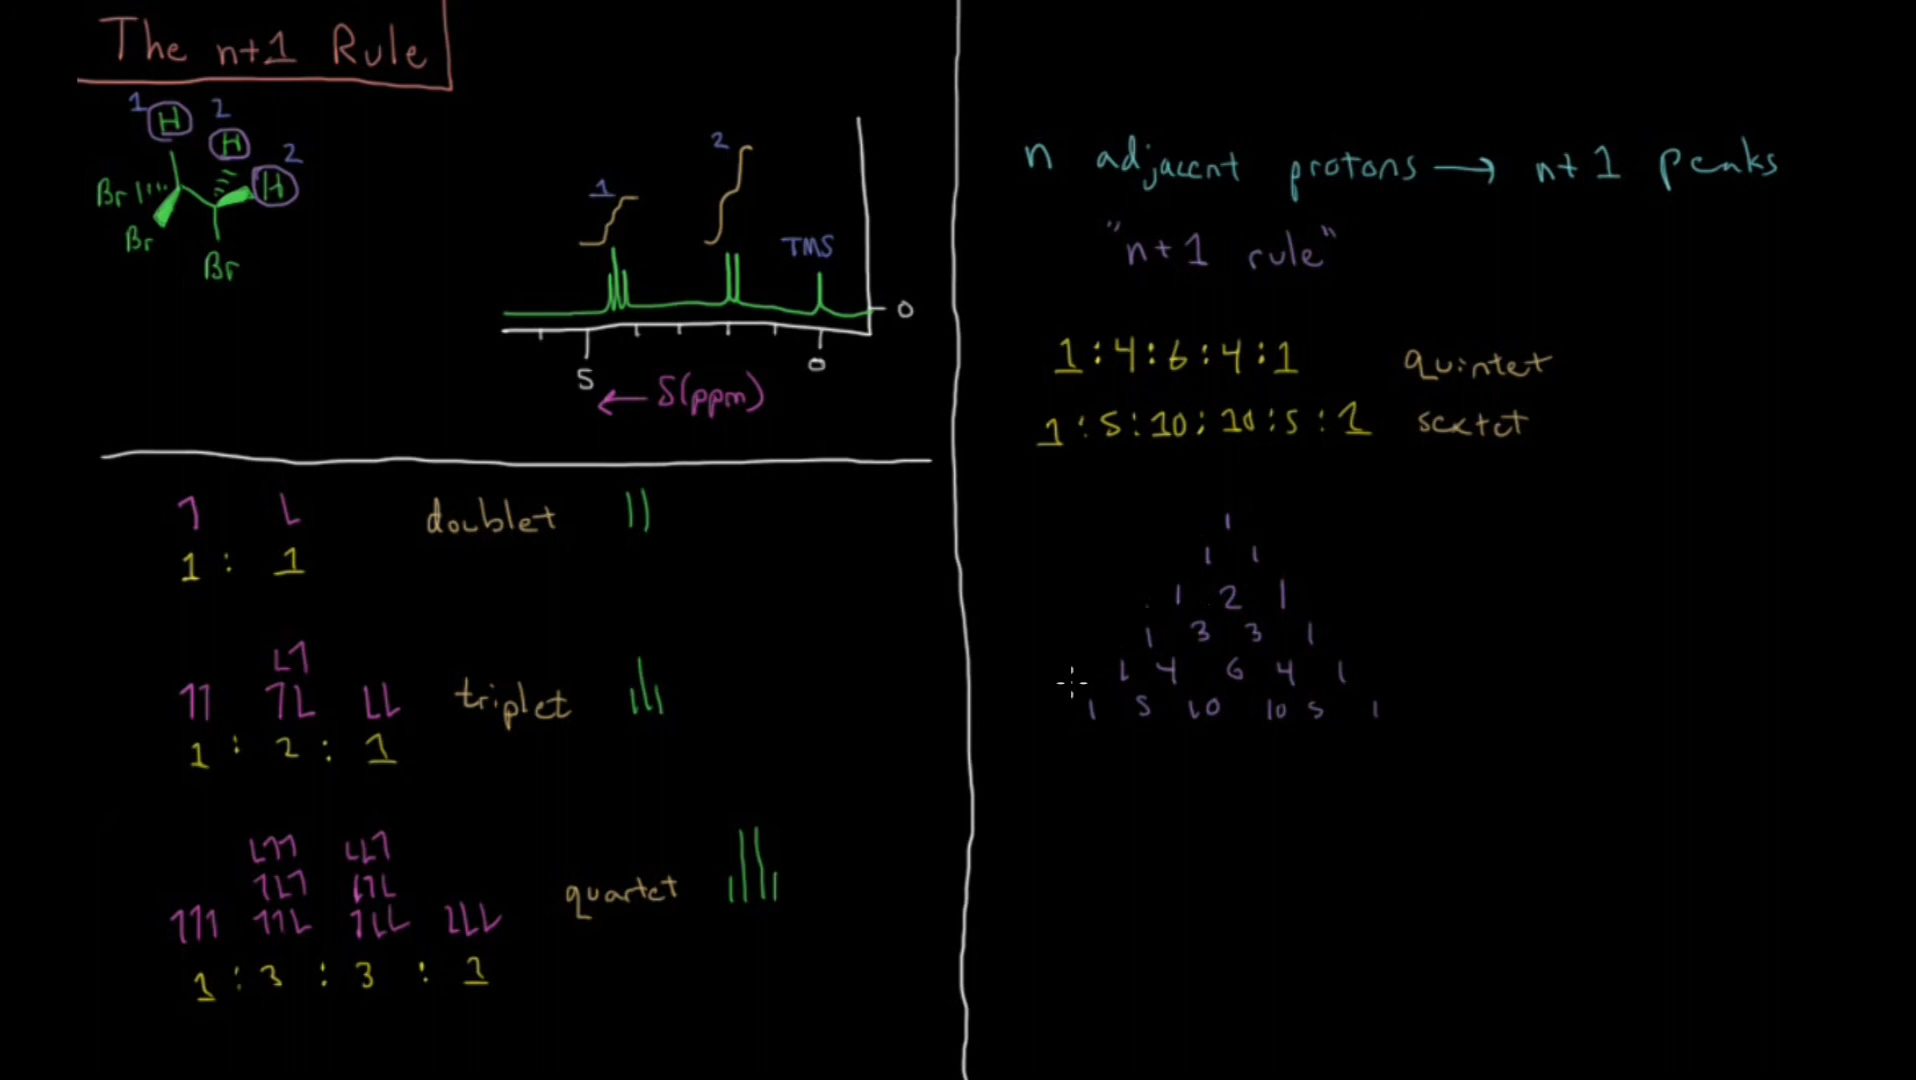 The n+1 Rule
1 H 2 H 2 H
Br
Br
Br
1 2
TMS
0
5 0
← δ(ppm)
1 : 1 doublet
1 : 2 : 1 triplet
1 : 3 : 3 : 1 quartet
n adjacent protons → n+1 peaks
"n+1 rule"
1:4:6:4:1 quintet
1:5:10:10:5:1 sextet
1
1 1
1 2 1
1 3 3 1
1 4 6 4 1
1 5 10 10 5 1